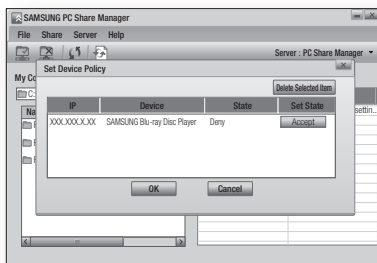 SAMSUNG PC Share Manager
File Share Server Help
Server : PC Share Manager
Set Device Policy
My Co
C:
Delete Selected Item
IP Device State Set State
XXX.XXX.X.XX SAMSUNG Blu-ray Disc Player Deny Accept
Na
settin...
OK Cancel